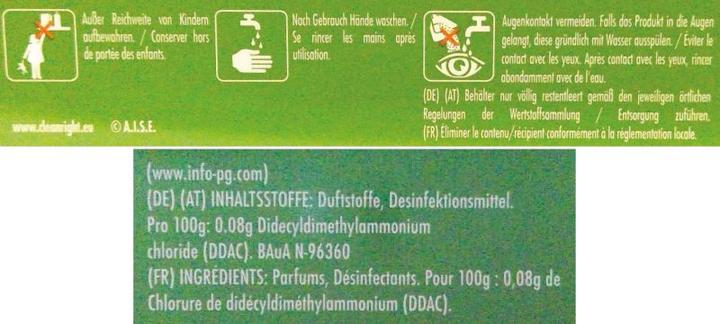 Außer Reichweite von Kindern
aufbewahren. / Conserver hors
de portée des enfants.
Nach Gebrauch Hände waschen. /
Se rincer les mains après
utilisation.
Augenkontakt vermeiden. Falls das Produkt in die Augen
gelangt, diese gründlich mit Wasser ausspülen. / Eviter le
contact avec les yeux. Après contact avec les yeux, rincer
abondamment avec de l'eau.
(DE) (AT) Behälter nur völlig restentleert gemäß den jeweiligen örtlichen
Regelungen der Wertstoffsammlung / Entsorgung zuführen.
(FR) Éliminer le contenu/récipient conformément à la réglementation locale.
www.cleanright.eu © A.I.S.E.
(www.info-pg.com)
(DE) (AT) INHALTSSTOFFE: Duftstoffe, Desinfektionsmittel.
Pro 100g: 0.08g Didecyldimethylammonium
chloride (DDAC). BAuA N-96360
(FR) INGRÉDIENTS: Parfums, Désinfectants. Pour 100g : 0,08g de
Chlorure de didécyldiméthylammonium (DDAC).